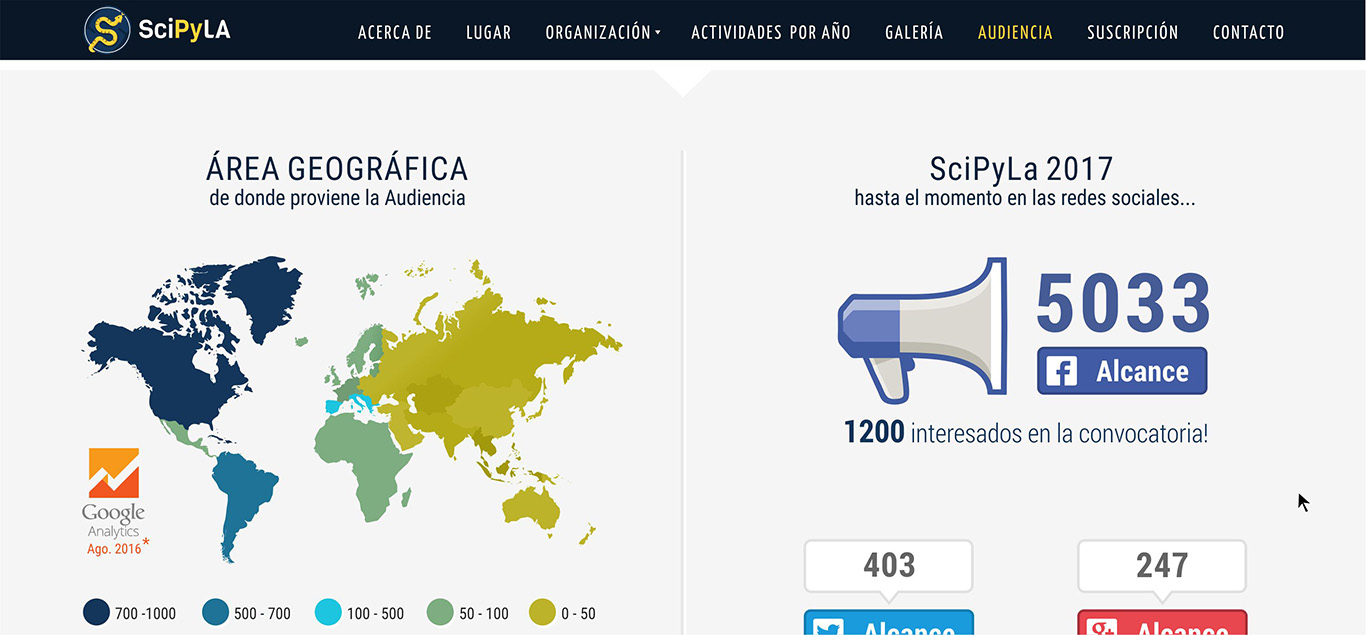 SciPyLA
ACERCA DE LUGAR ORGANIZACIÓN ACTIVIDADES POR AÑO GALERÍA AUDIENCIA SUSCRIPCIÓN CONTACTO
ÁREA GEOGRÁFICA
de donde proviene la Audiencia
Google
Analytics
Ago. 2016*
700 -1000 500 - 700 100 - 500 50 - 100 0 - 50
SciPyLa 2017
hasta el momento en las redes sociales...
5033
Alcance
1200 interesados en la convocatoria!
403
Alcance
247
Alcance